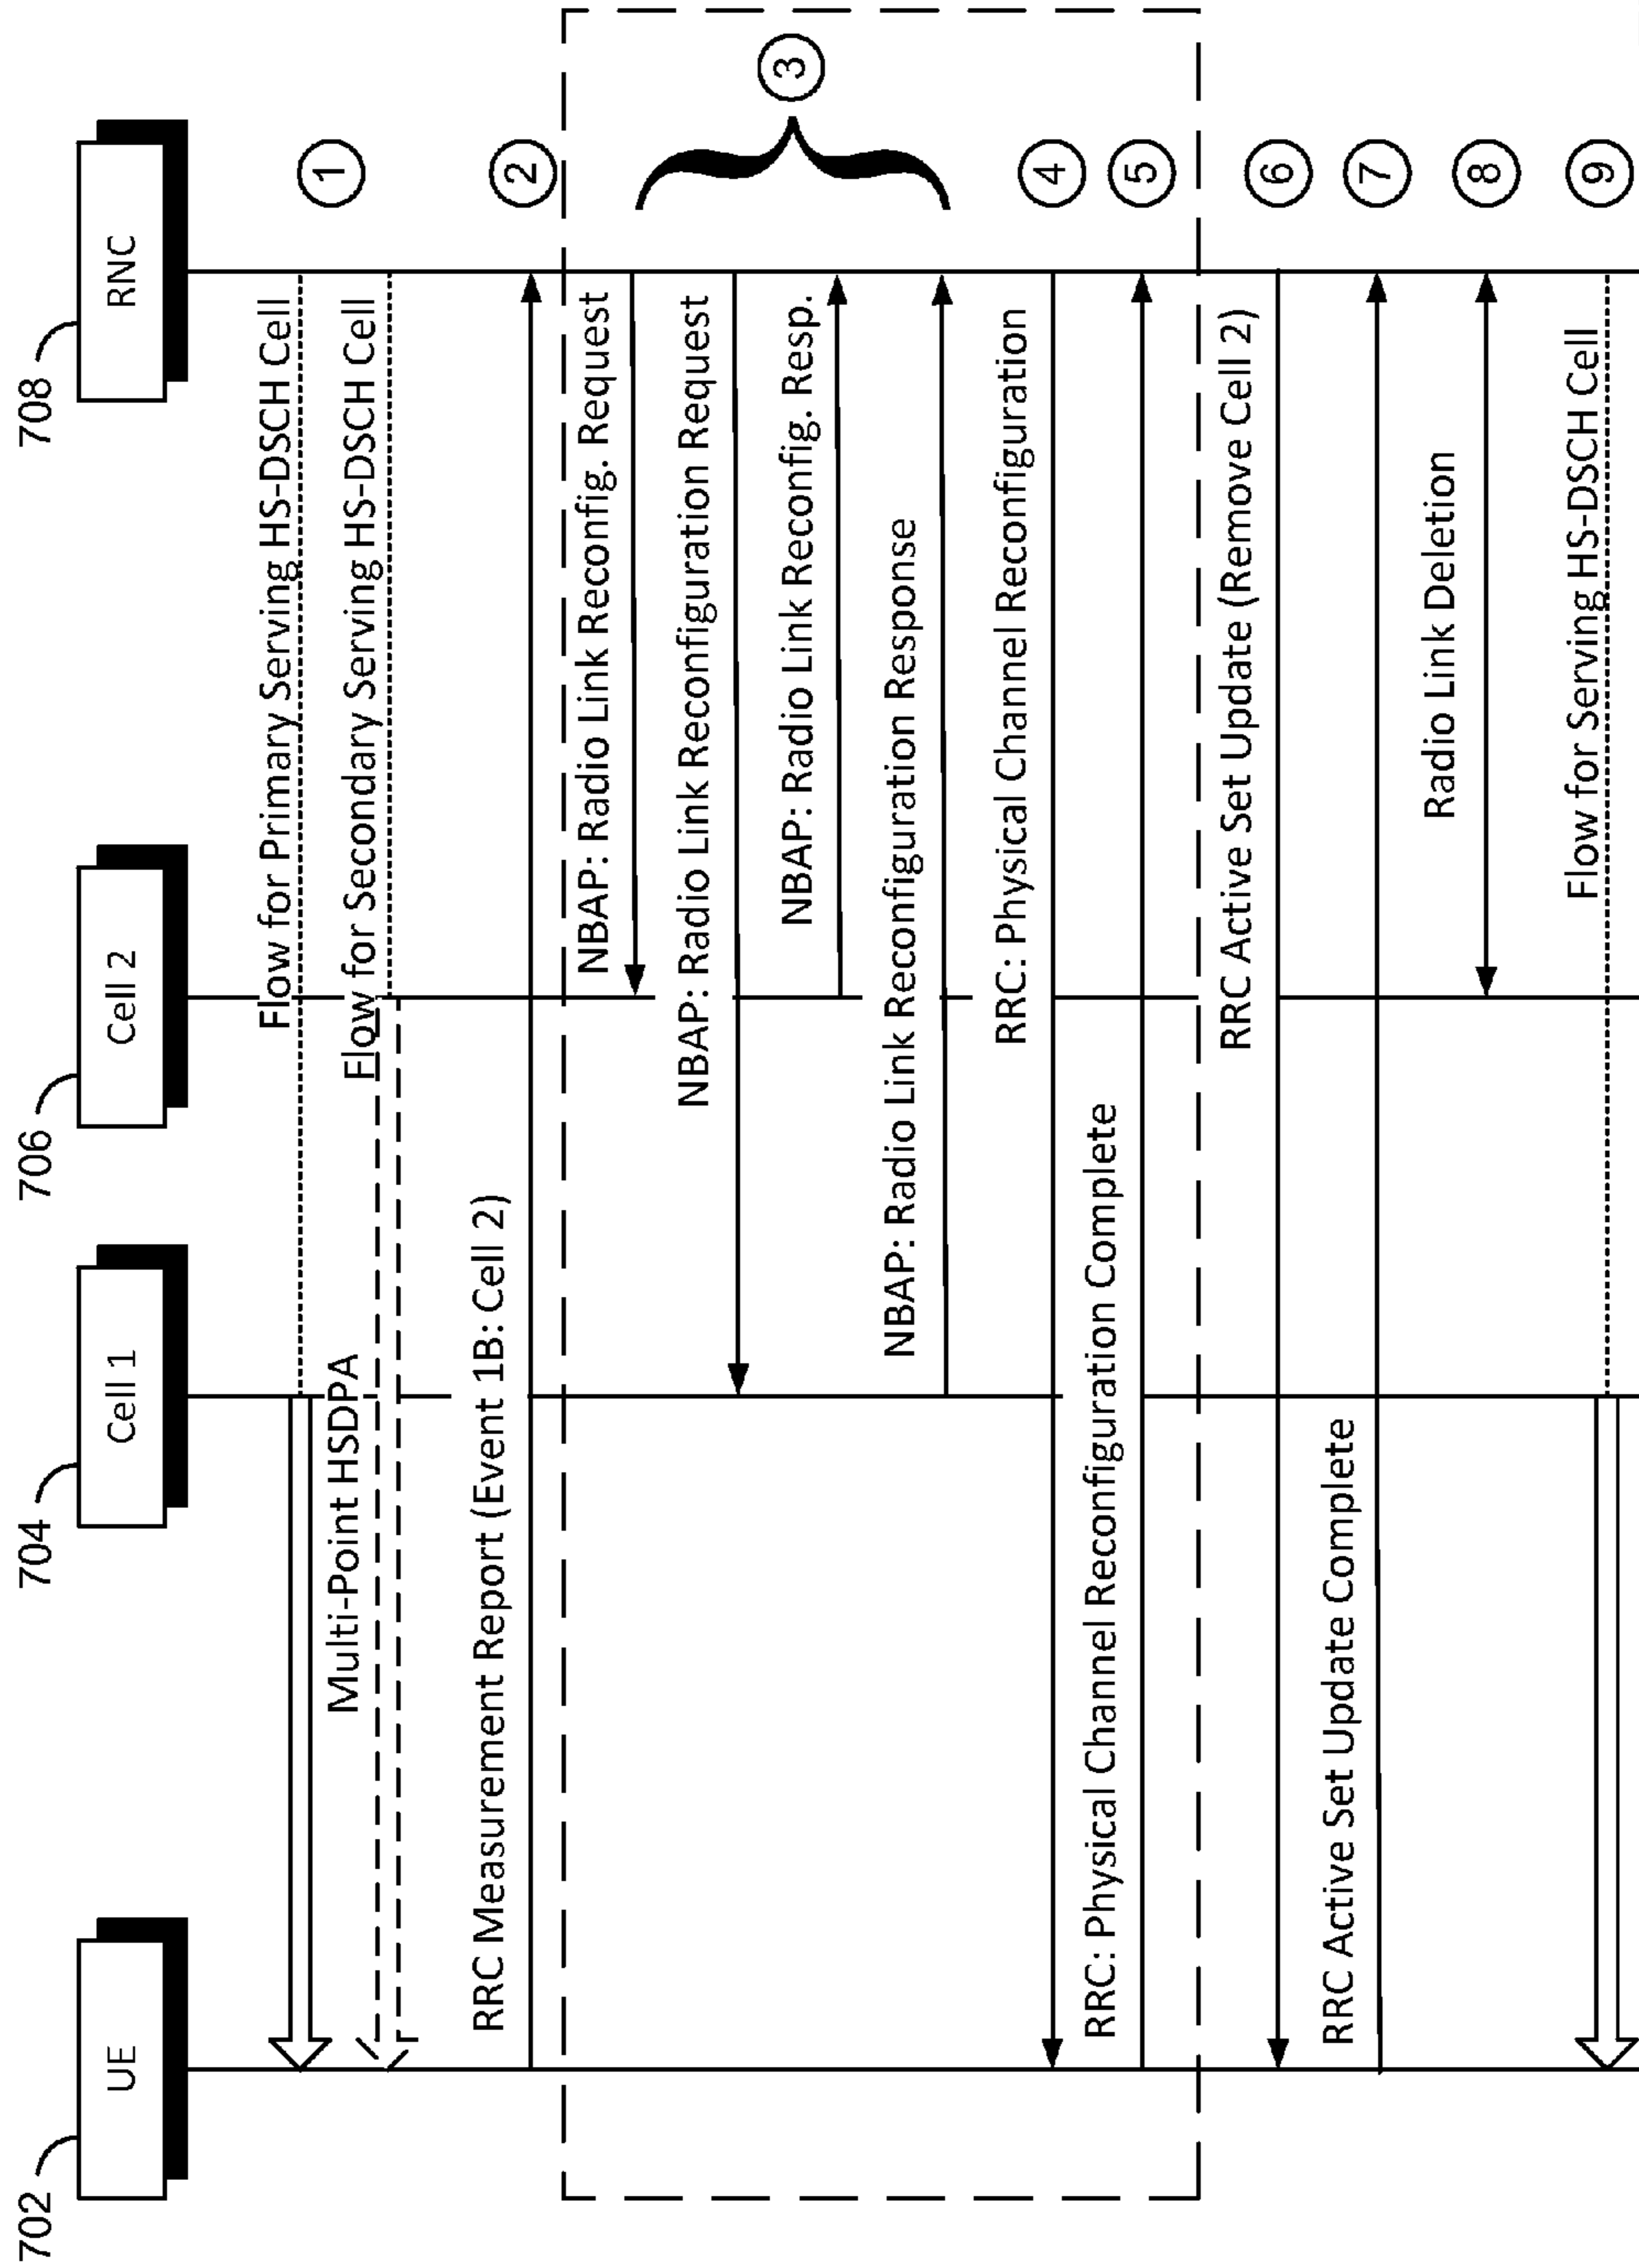 702
704
706
708
UE
Cell 1
Cell 2
RNC
Flow for Primary Serving HS-DSCH Cell
1
Multi-Point HSDPA
Flow for Secondary Serving HS-DSCH Cell
RRC Measurement Report (Event 1B: Cell 2)
2
NBAP: Radio Link Reconfig. Request
NBAP: Radio Link Reconfiguration Request
3
NBAP: Radio Link Reconfig. Resp.
NBAP: Radio Link Reconfiguration Response
RRC: Physical Channel Reconfiguration
4
RRC: Physical Channel Reconfiguration Complete
5
RRC Active Set Update (Remove Cell 2)
6
RRC Active Set Update Complete
7
Radio Link Deletion
8
Flow for Serving HS-DSCH Cell
9